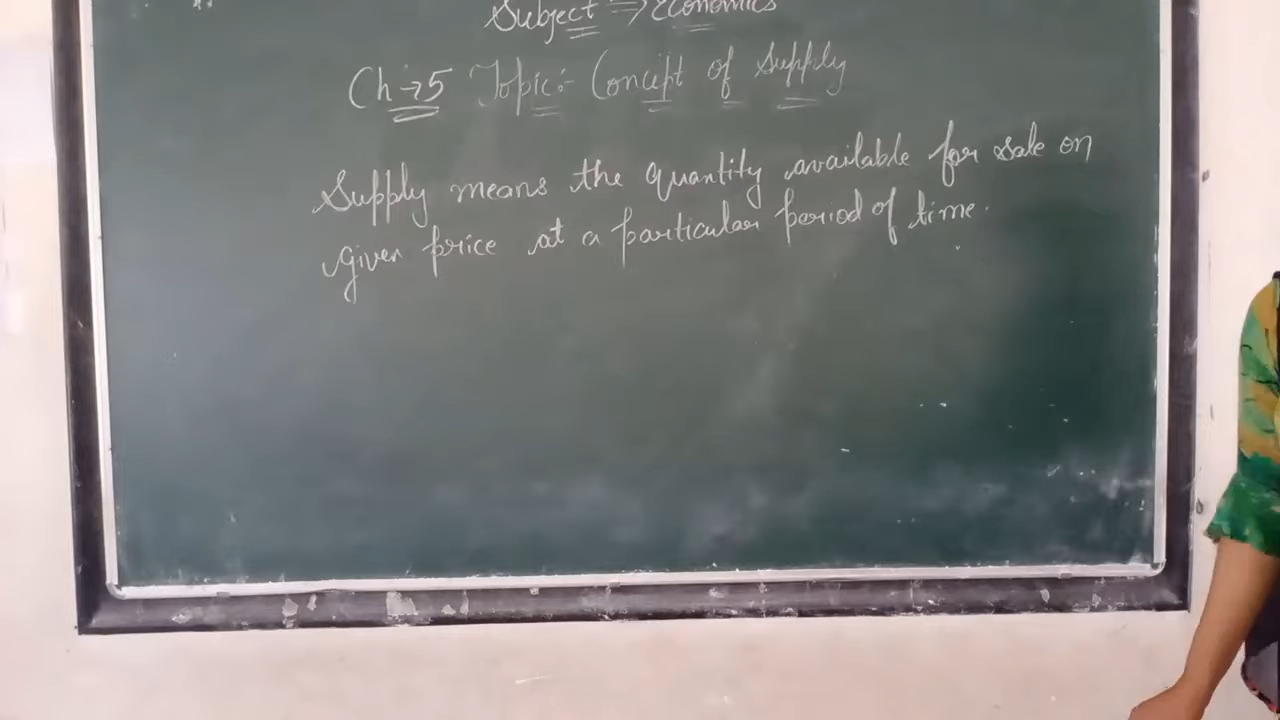 Subject ⇒ Economics
Ch → 5 Topic:- Concept of Supply
Supply means the quantity available for sale on
given price at a particular period of time.